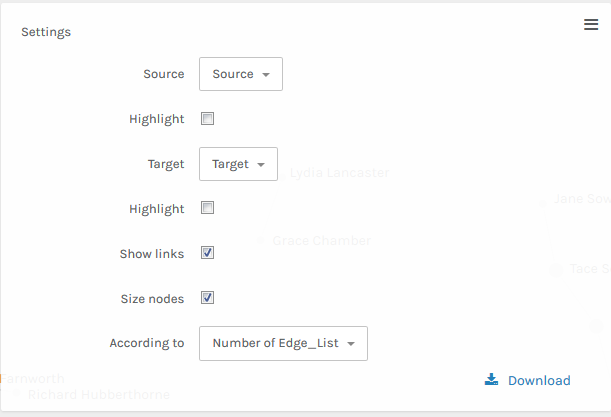 Settings
Source Source
Highlight
Target Target
Lydia Lancaster
Highlight
Jane Sow
Grace Chamber
Show links
Tace S
Size nodes
According to Number of Edge_List
Farnworth
Download
Richard Hubberthorne